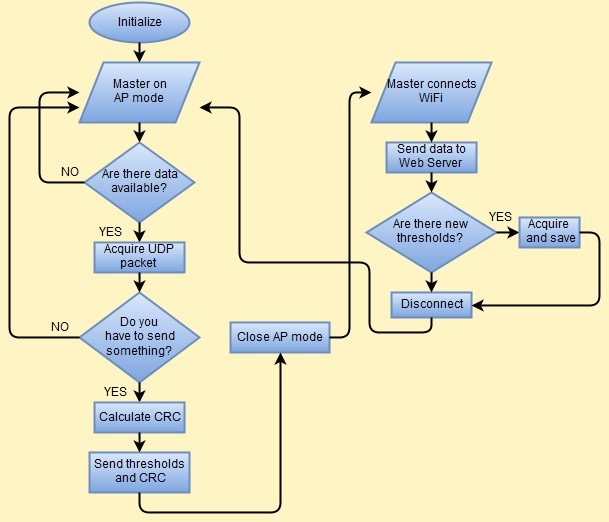 Initialize
Master on
AP mode
Are there data
available?
NO
YES
Acquire UDP
packet
Do you
have to send
something?
NO
YES
Calculate CRC
Send thresholds
and CRC
Close AP mode
Master connects
WiFi
Send data to
Web Server
Are there new
thresholds?
YES
Acquire
and save
Disconnect